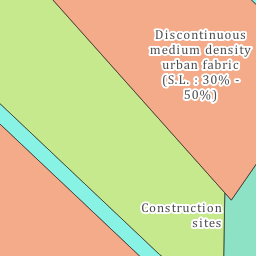 Discontinuous
medium density
urban fabric
(S.L. : 30% -
50%)
Construction
sites